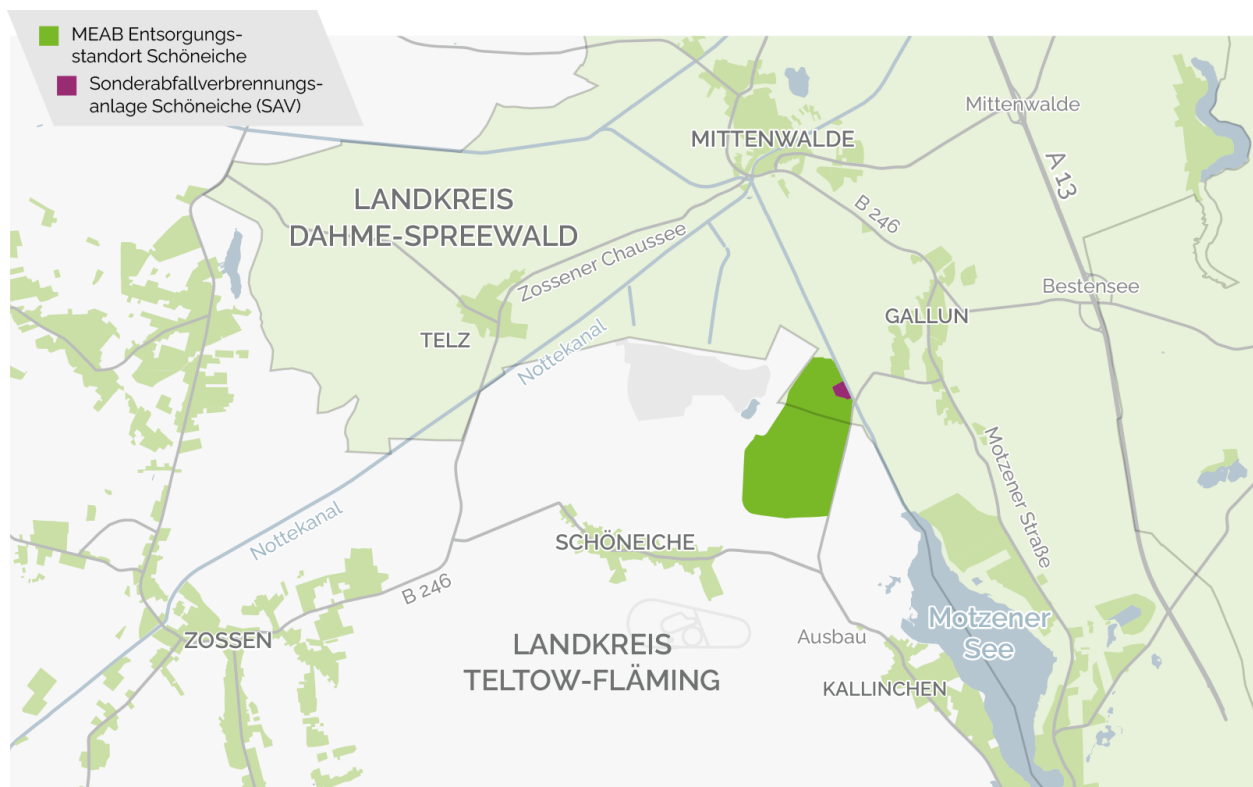 MEAB Entsorgungs-
standort Schöneiche
Sonderabfallverbrennungs-
anlage Schöneiche (SAV)
Mittenwalde
MITTENWALDE
A 13
LANDKREIS
DAHME-SPREEWALD
B 246
Zossener Chaussee
Bestensee
GALLUN
TELZ
Nottekanal
Motzener Straße
Nottekanal
SCHÖNEICHE
B 246
Motzener
See
ZOSSEN
Ausbau
LANDKREIS
TELTOW-FLÄMING
KALLINCHEN